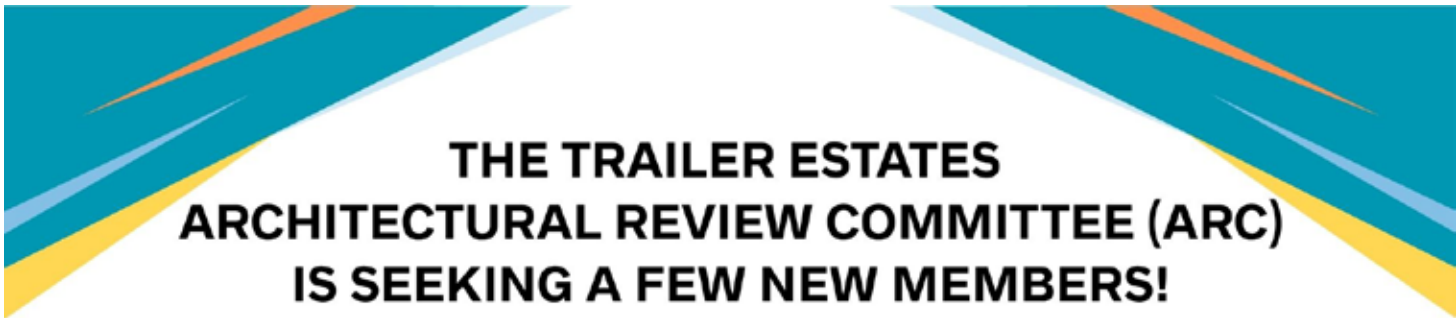 THE TRAILER ESTATES
ARCHITECTURAL REVIEW COMMITTEE (ARC)
IS SEEKING A FEW NEW MEMBERS!